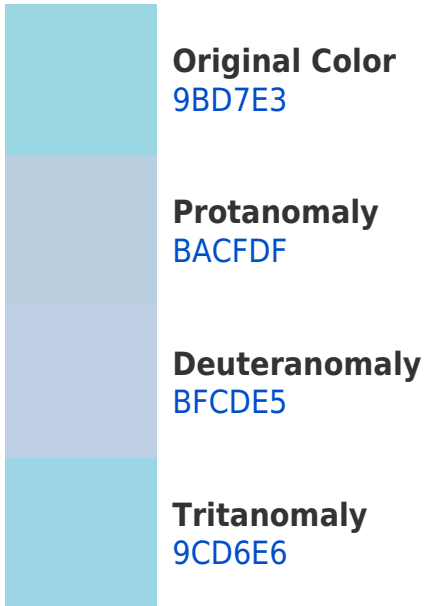 Original Color
9BD7E3
Protanomaly
BACFDF
Deuteranomaly
BFCDE5
Tritanomaly
9CD6E6